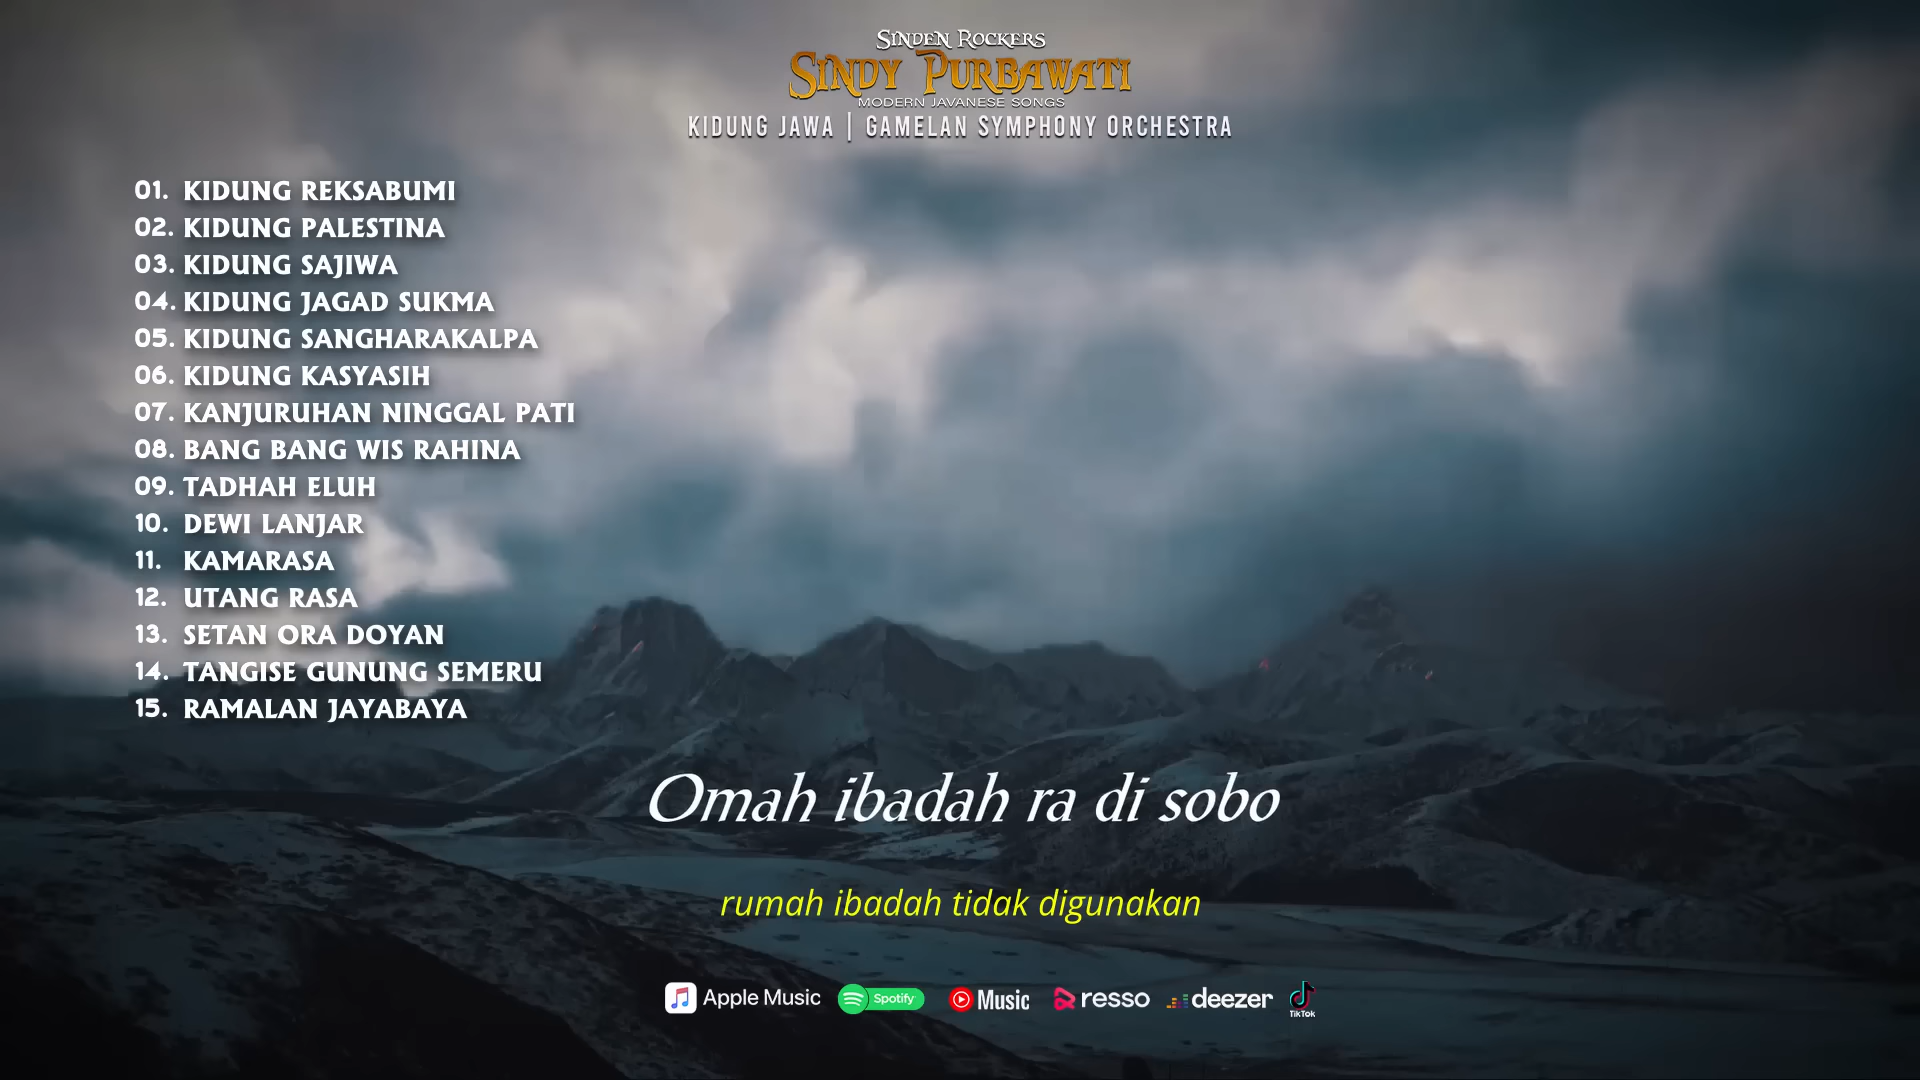 SINDEN ROCKERS
SINDY PURBAWATI
MODERN JAVANESE SONGS
KIDUNG JAWA | GAMELAN SYMPHONY ORCHESTRA
01. KIDUNG REKSABUMI
02. KIDUNG PALESTINA
03. KIDUNG SAJIWA
04. KIDUNG JAGAD SUKMA
05. KIDUNG SANGHARAKALPA
06. KIDUNG KASYASIH
07. KANJURUHAN NINGGAL PATI
08. BANG BANG WIS RAHINA
09. TADHAH ELUH
10. DEWI LANJAR
11. KAMARASA
12. UTANG RASA
13. SETAN ORA DOYAN
14. TANGISE GUNUNG SEMERU
15. RAMALAN JAYABAYA
Omah ibadah ra di sobo
rumah ibadah tidak digunakan
Apple Music Spotify Music resso deezer TikTok